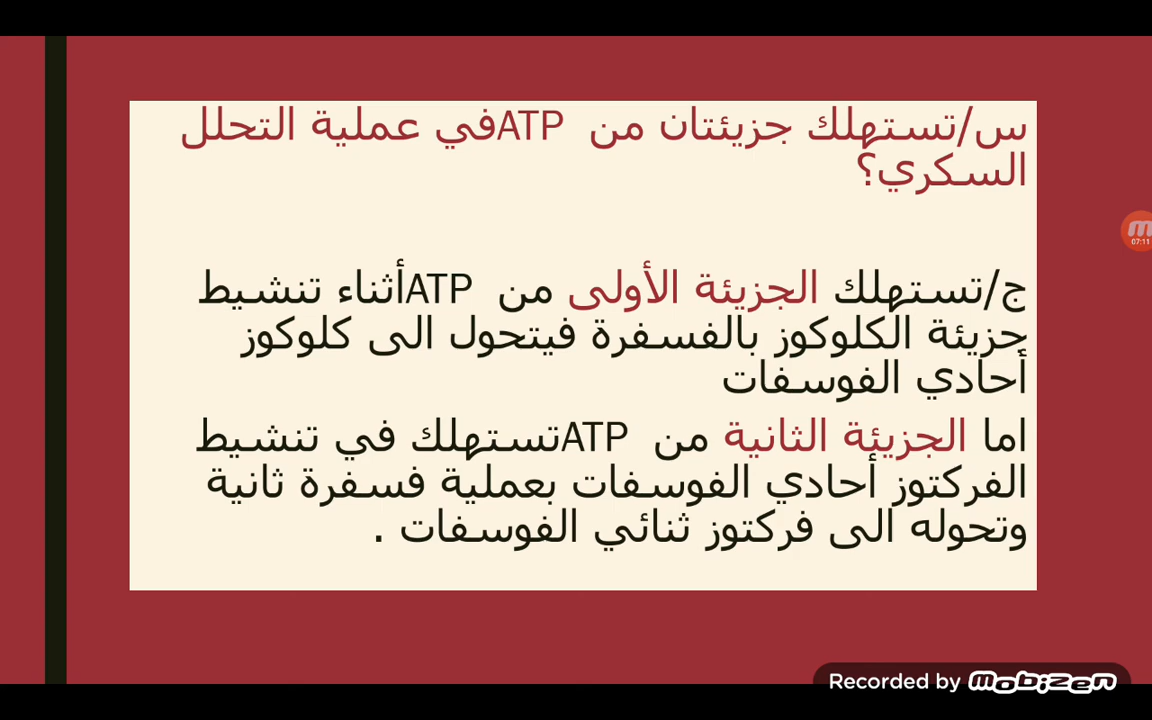 س/تستهلك جزيئتان من ATPفي عملية التحلل
السكري؟
ج/تستهلك الجزيئة الأولى من ATPأثناء تنشيط
جزيئة الكلوكوز بالفسفرة فيتحول الى كلوكوز
أحادي الفوسفات
اما الجزيئة الثانية من ATPتستهلك في تنشيط
الفركتوز أحادي الفوسفات بعملية فسفرة ثانية
وتحوله الى فركتوز ثنائي الفوسفات .
m
07:11
Recorded by mobizen